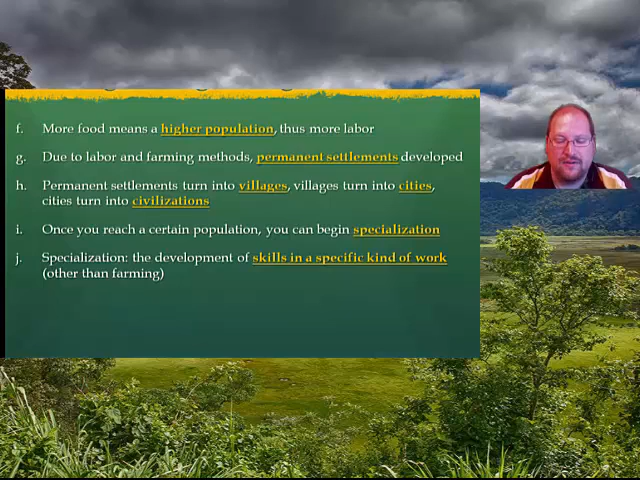 f. More food means a higher population, thus more labor
g. Due to labor and farming methods, permanent settlements developed
h. Permanent settlements turn into villages, villages turn into cities,
cities turn into civilizations
i. Once you reach a certain population, you can begin specialization
j. Specialization: the development of skills in a specific kind of work
(other than farming)